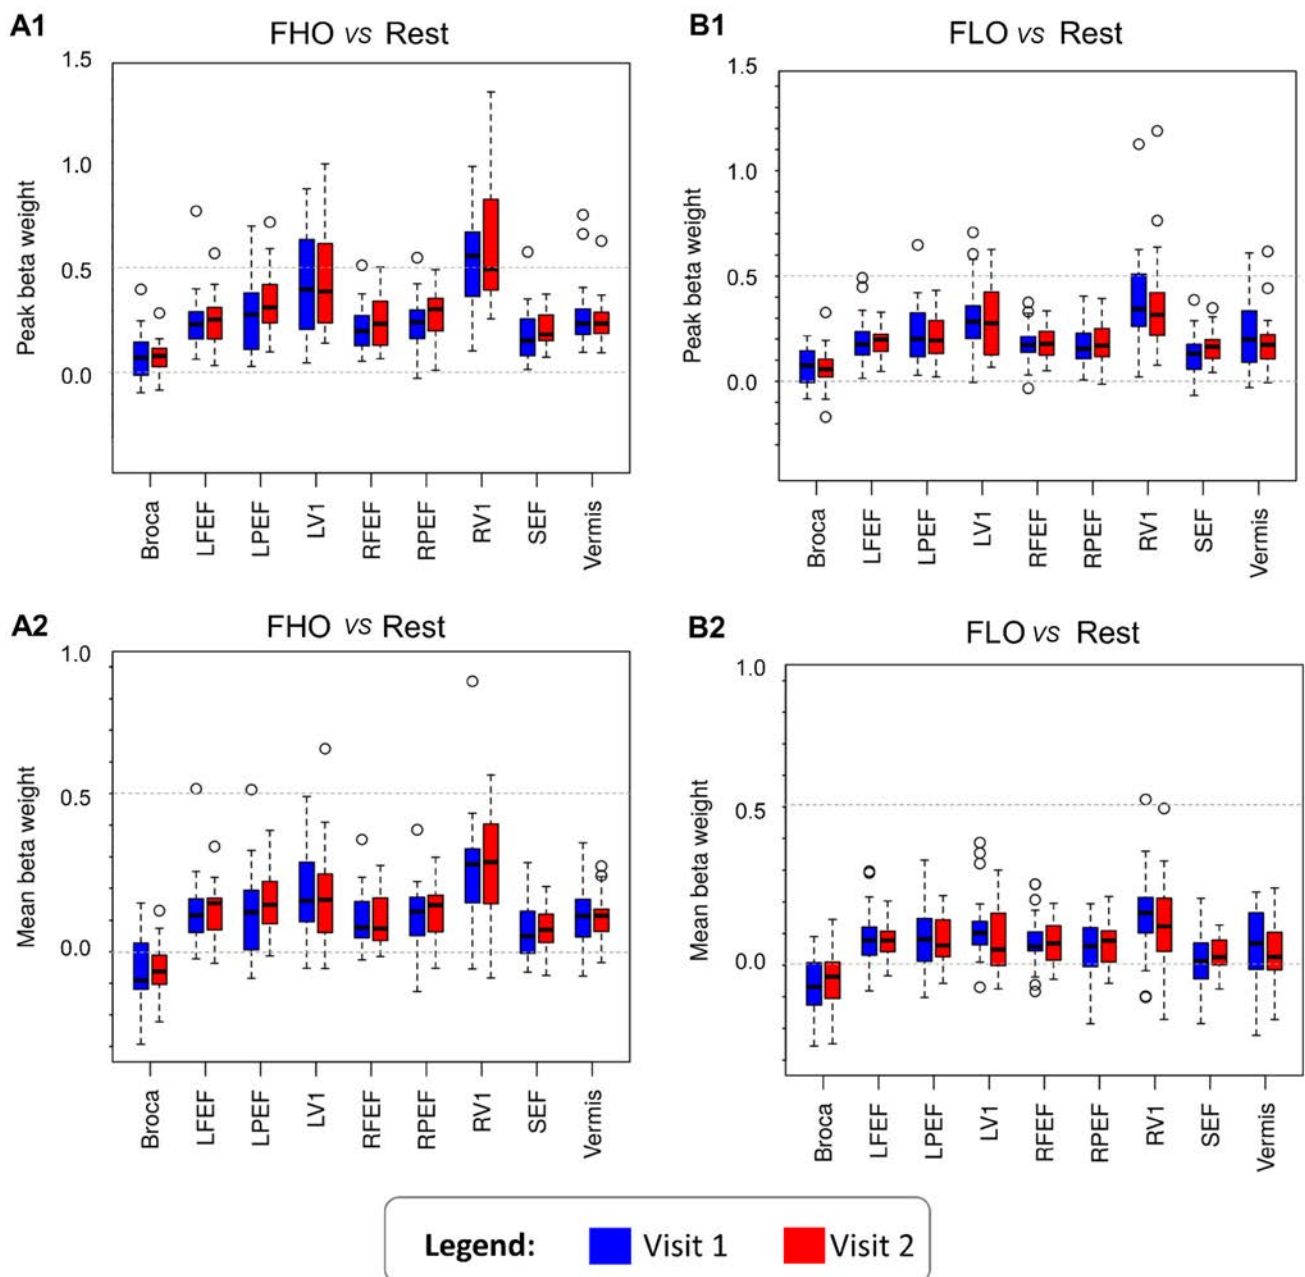 A1
FHO vs Rest
1.5
1.0
0.5
0.0
Peak beta weight
Broca
LFEF
LPEF
LV1
RFEF
RPEF
RV1
SEF
Vermis
B1
FLO vs Rest
1.5
1.0
0.5
0.0
Peak beta weight
Broca
LFEF
LPEF
LV1
RFEF
RPEF
RV1
SEF
Vermis
A2
FHO vs Rest
1.0
0.5
0.0
Mean beta weight
Broca
LFEF
LPEF
LV1
RFEF
RPEF
RV1
SEF
Vermis
B2
FLO vs Rest
1.0
0.5
0.0
Mean beta weight
Broca
LFEF
LPEF
LV1
RFEF
RPEF
RV1
SEF
Vermis
Legend: Visit 1 Visit 2